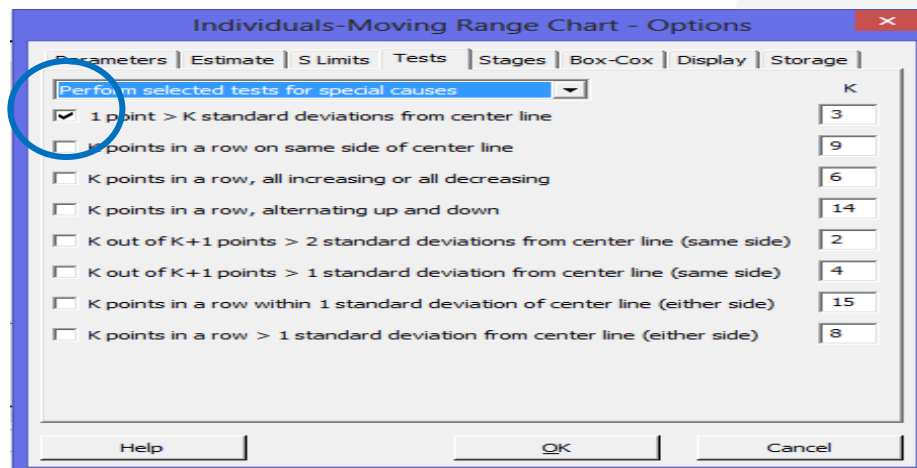 Individuals-Moving Range Chart - Options
Parameters Estimate S Limits Tests Stages Box-Cox Display Storage
Perform selected tests for special causes K
1 point > K standard deviations from center line 3
K points in a row on same side of center line 9
K points in a row, all increasing or all decreasing 6
K points in a row, alternating up and down 14
K out of K+1 points > 2 standard deviations from center line (same side) 2
K out of K+1 points > 1 standard deviation from center line (same side) 4
K points in a row within 1 standard deviation of center line (either side) 15
K points in a row > 1 standard deviation from center line (either side) 8
Help OK Cancel